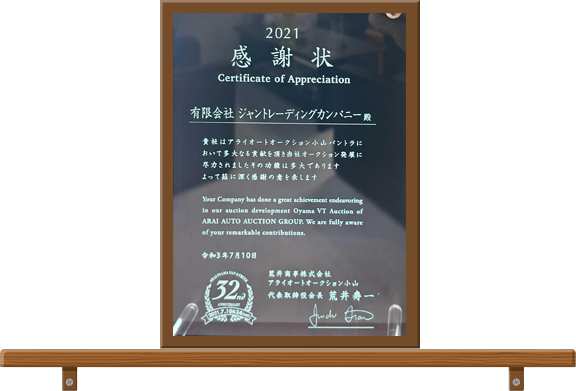 2021
感謝状
Certificate of Appreciation
有限会社 ジャントレーディングカンパニー 殿
貴社はアライオートオークション小山バントラに
おいて多大なる貢献を頂き当社オークション発展に
尽力されましたその功績は多大であります
よって茲に深く感謝の意を表します
Your Company has done a great achievement endeavoring
in our auction development Oyama VT Auction of
ARAI AUTO AUCTION GROUP. We are fully aware
of your remarkable contributions.
令和3年7月10日
荒井商事株式会社
アライオートオークション小山
代表取締役会長 荒井寿一
ARAI OYAMA VAN & TRUCK
32nd
ANNIVERSARY